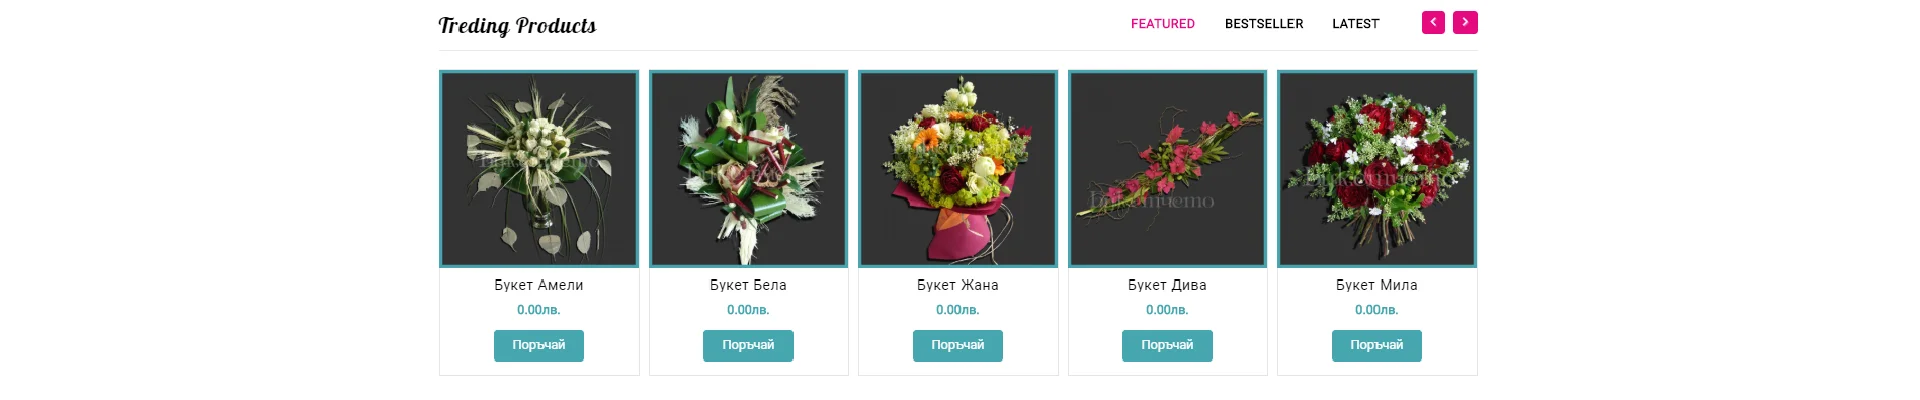 Treding Products
FEATURED BESTSELLER LATEST
Букет Амели
0.00лв.
Поръчай
Букет Бела
0.00лв.
Поръчай
Букет Жана
0.00лв.
Поръчай
Букет Дива
0.00лв.
Поръчай
Букет Мила
0.00лв.
Поръчай